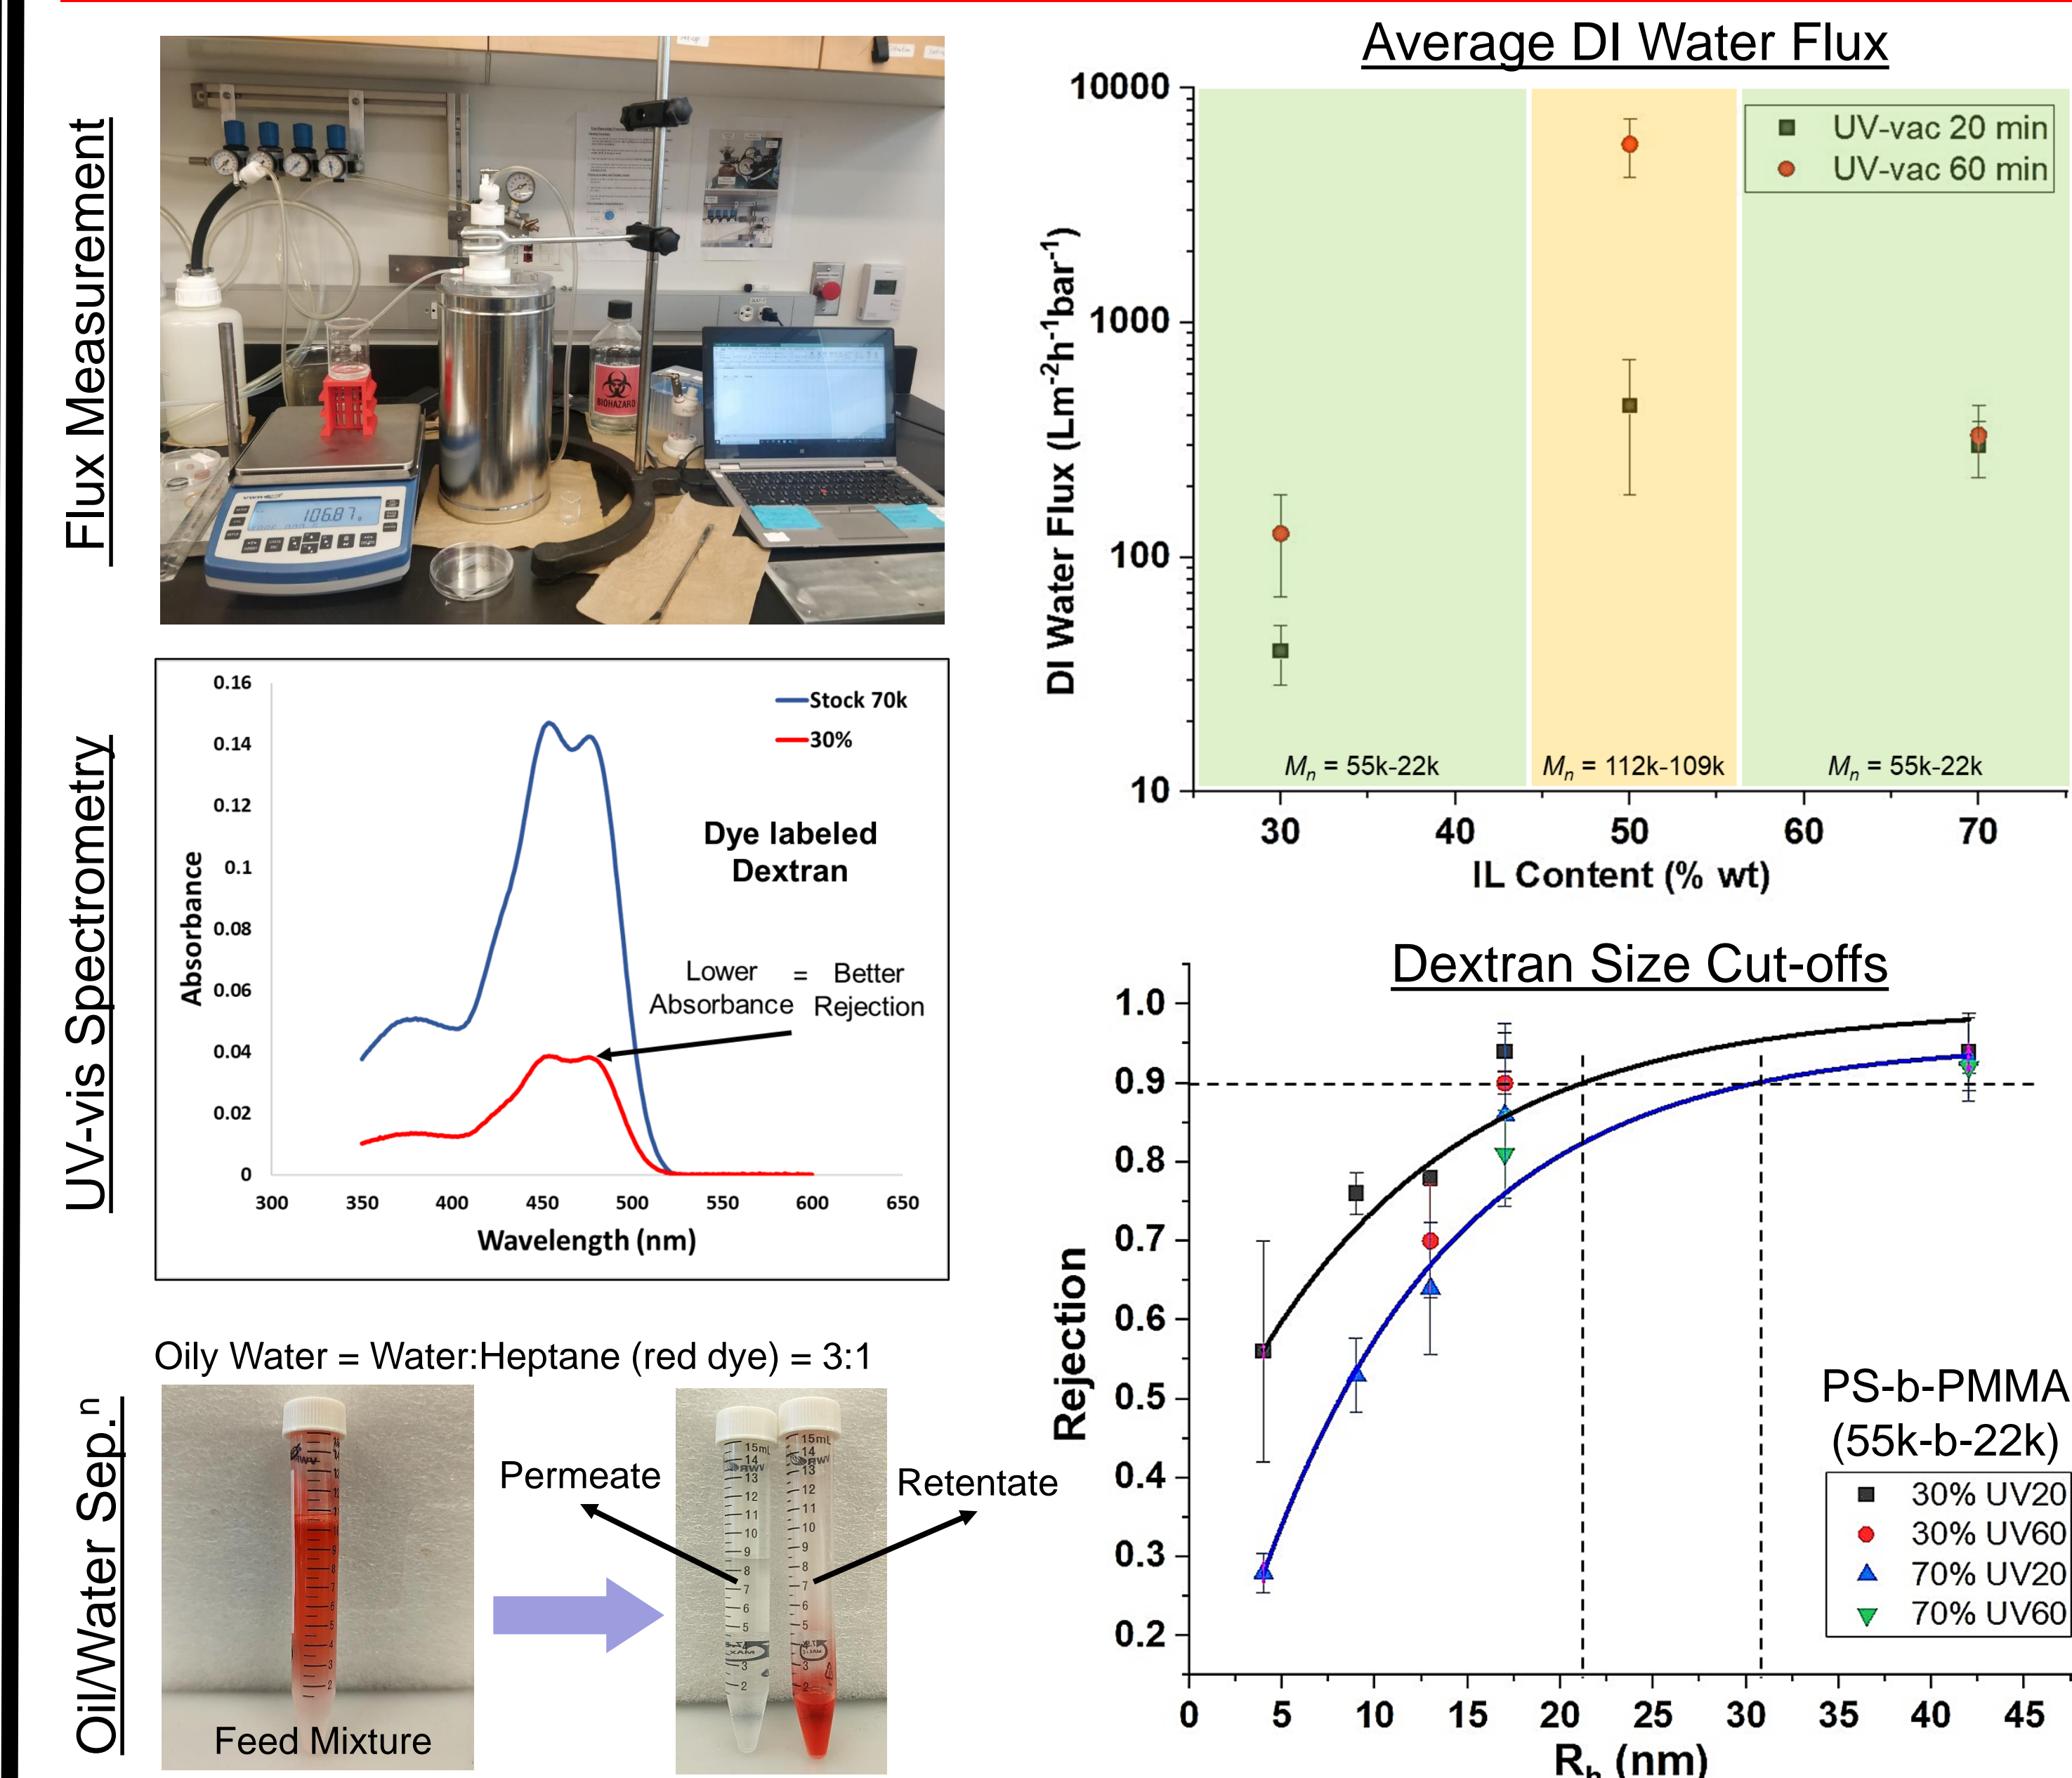 Flux Measurement
106.87
BIOHAZARD
Average DI Water Flux
10000
1000
100
10
DI Water Flux (Lm-2h-1bar-1)
UV-vac 20 min
UV-vac 60 min
Mn = 55k-22k
Mn = 112k-109k
Mn = 55k-22k
30 40 50 60 70
IL Content (% wt)
UV-vis Spectrometry
0.16
0.14
0.12
0.1
0.08
0.06
0.04
0.02
0
Absorbance
Stock 70k
30%
Dye labeled
Dextran
Lower = Better
Absorbance Rejection
300 350 400 450 500 550 600 650
Wavelength (nm)
Dextran Size Cut-offs
1.0
0.9
0.8
0.7
0.6
0.5
0.4
0.3
0.2
Rejection
PS-b-PMMA
(55k-b-22k)
30% UV20
30% UV60
70% UV20
70% UV60
0 5 10 15 20 25 30 35 40 45
Rh (nm)
Oil/Water Sep.n
Oily Water = Water:Heptane (red dye) = 3:1
Feed Mixture
Permeate
Retentate